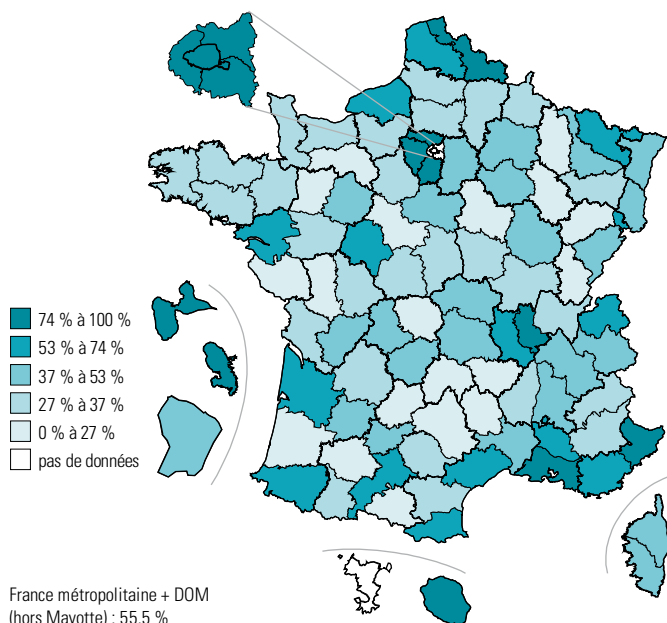 74 % à 100 %
53 % à 74 %
37 % à 53 %
27 % à 37 %
0 % à 27 %
pas de données
France métropolitaine + DOM
(hors Mayotte) : 55,5 %